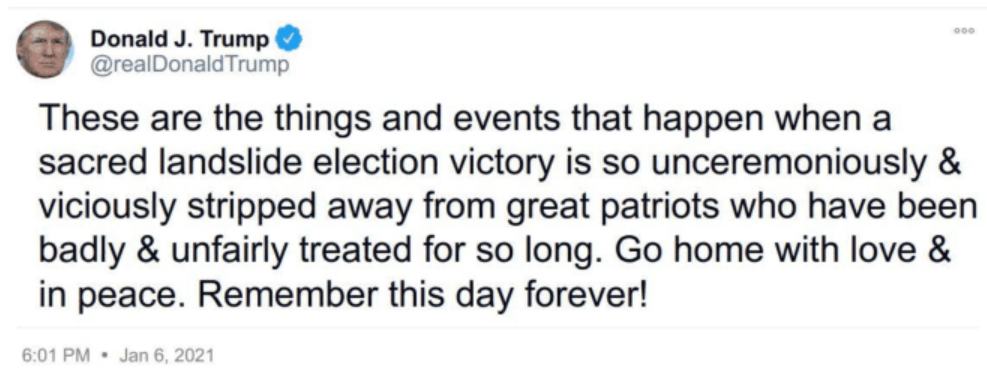 Donald J. Trump
@realDonaldTrump
These are the things and events that happen when a
sacred landslide election victory is so unceremoniously &
viciously stripped away from great patriots who have been
badly & unfairly treated for so long. Go home with love &
in peace. Remember this day forever!
6:01 PM • Jan 6, 2021